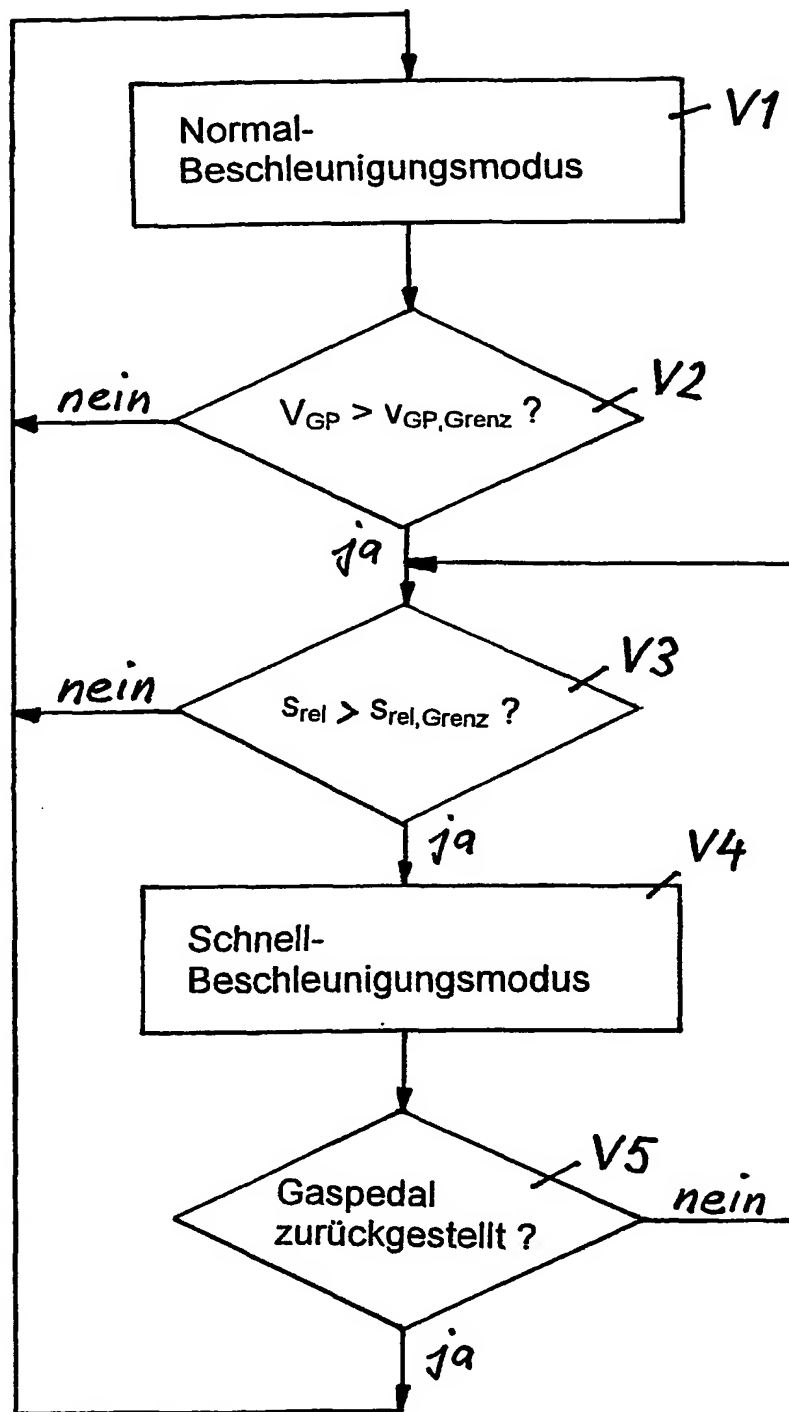 Normal-
Beschleunigungsmodus
V1
V_GP > v_GP,Grenz ?
V2
nein
ja
s_rel > s_rel,Grenz ?
V3
nein
ja
V4
Schnell-
Beschleunigungsmodus
V5
Gaspedal
zurückgestellt ?
nein
ja